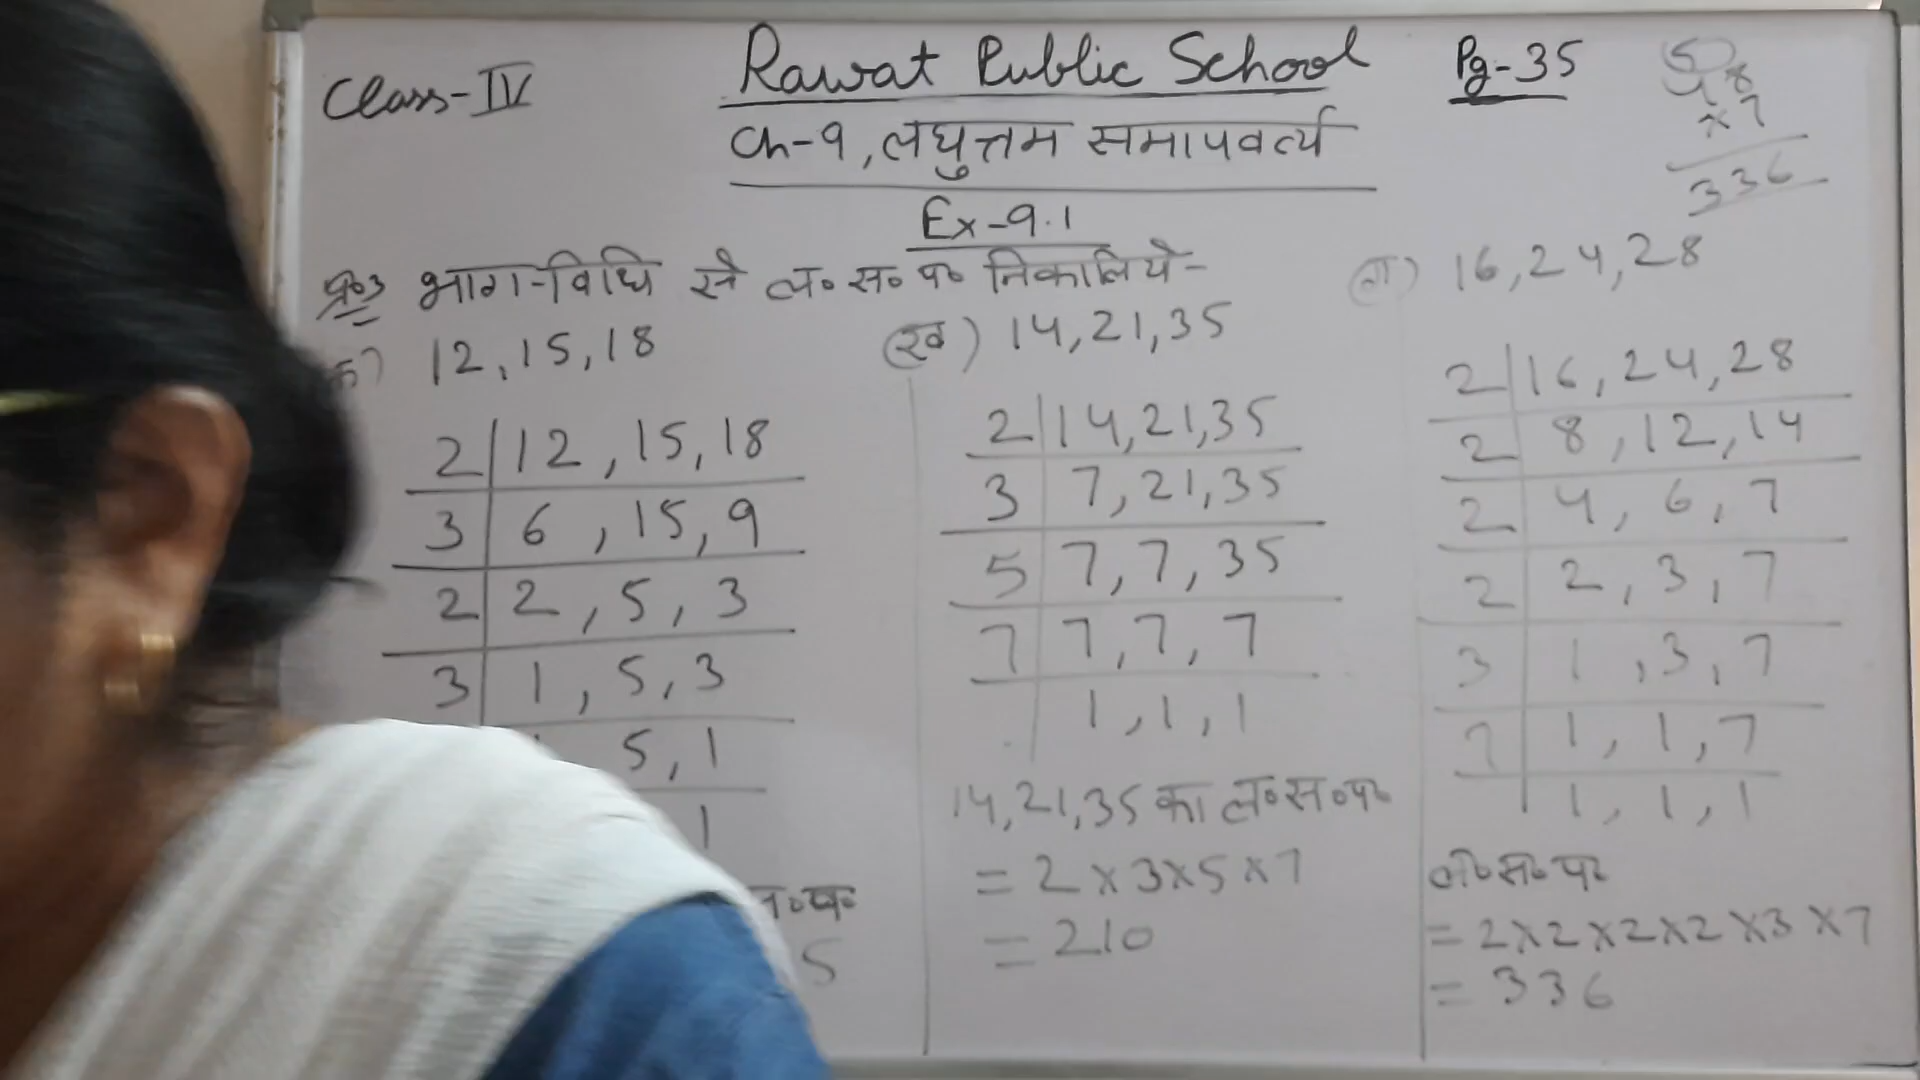 Class-IV
Rawat Public School
Pg-35
Ch-9, लघुत्तम समापवर्त्य
Ex-9.1
प्र०3 भाग-विधि से ल० स० प० निकालिये-
क) 12, 15, 18
2 12, 15, 18
3 6, 15, 9
2 2, 5, 3
3 1, 5, 3
5, 1
1
5
(ख) 14, 21, 35
2 14, 21, 35
3 7, 21, 35
5 7, 7, 35
7 7, 7, 7
1, 1, 1
14, 21, 35 का ल०स०प०
= 2 × 3 × 5 × 7
= 210
(ग) 16, 24, 28
2 16, 24, 28
2 8, 12, 14
2 4, 6, 7
2 2, 3, 7
3 1, 3, 7
7 1, 1, 7
1, 1, 1
ल०स०प०
= 2 × 2 × 2 × 2 × 3 × 7
= 336
8
× 7
336